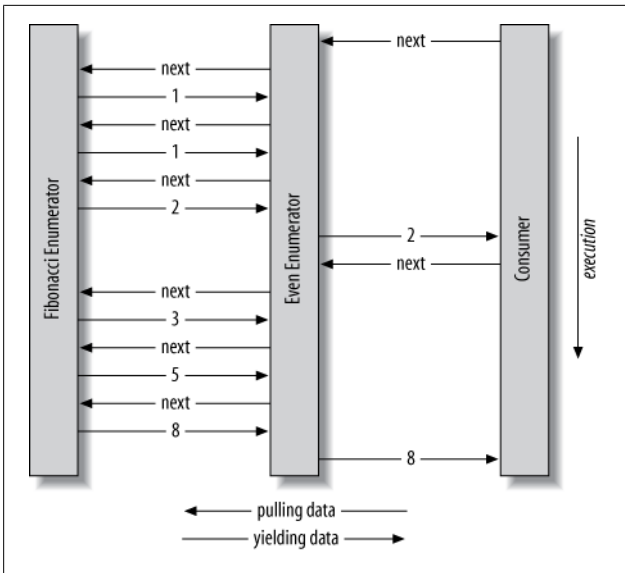 next
next
1
next
1
next
2
2
next
next
3
next
5
next
8
8
Fibonacci Enumerator
Even Enumerator
Consumer
execution
pulling data
yielding data